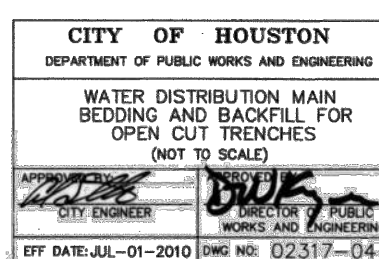 CITY OF HOUSTON
DEPARTMENT OF PUBLIC WORKS AND ENGINEERING
WATER DISTRIBUTION MAIN
BEDDING AND BACKFILL FOR
OPEN CUT TRENCHES
(NOT TO SCALE)
APPROVED BY: APPROVED BY:
CITY ENGINEER DIRECTOR OF PUBLIC
WORKS AND ENGINEERING
EFF DATE: JUL-01-2010 DWG NO: 02317-04